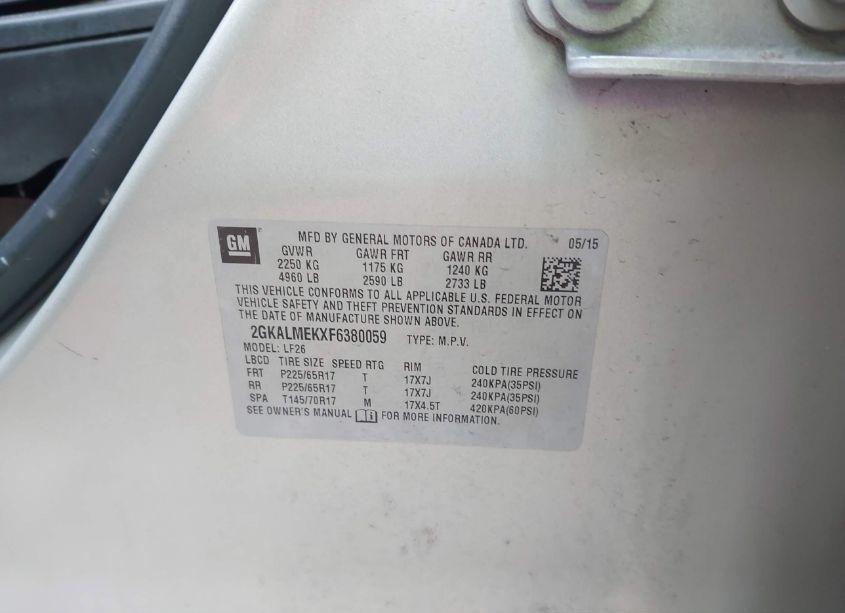 GM MFD BY GENERAL MOTORS OF CANADA LTD. 05/15
GVWR GAWR FRT GAWR RR
2250 KG 1175 KG 1240 KG
4960 LB 2590 LB 2733 LB
THIS VEHICLE CONFORMS TO ALL APPLICABLE U.S. FEDERAL MOTOR
VEHICLE SAFETY AND THEFT PREVENTION STANDARDS IN EFFECT ON
THE DATE OF MANUFACTURE SHOWN ABOVE.
2GKALMEKXF6380059 TYPE: M.P.V.
MODEL: LF26
LBCD TIRE SIZE SPEED RTG RIM COLD TIRE PRESSURE
FRT P225/65R17 T 17X7J 240KPA(35PSI)
RR P225/65R17 T 17X7J 240KPA(35PSI)
SPA T145/70R17 M 17X4.5T 420KPA(60PSI)
SEE OWNER'S MANUAL FOR MORE INFORMATION.